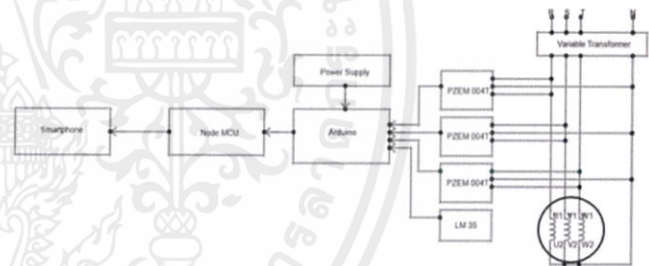 R S T N
Variable Transformer
Power Supply
PZEM 004T
Smartphone
Node MCU
Arduino
PZEM 004T
PZEM 004T
LM 35
U1 V1 W1
U2 V2 W2